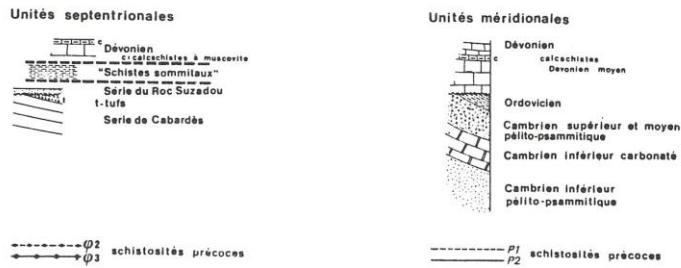 Unités septentrionales
c
Dévonien
c: calcschistes à muscovite
"Schistes sommitaux"
Série du Roc Suzadou
t
t-tufs
Serie de Cabardès
φ2
φ3
schistosités précoces
Unités méridionales
Dévonien
c
calcschistes
Devonien moyen
Ordovicien
Cambrien supérieur et moyen
pélito-psammitique
Cambrien inférieur carbonaté
Cambrien inférieur
pélito-psammitique
P1
P2
schistosités précoces